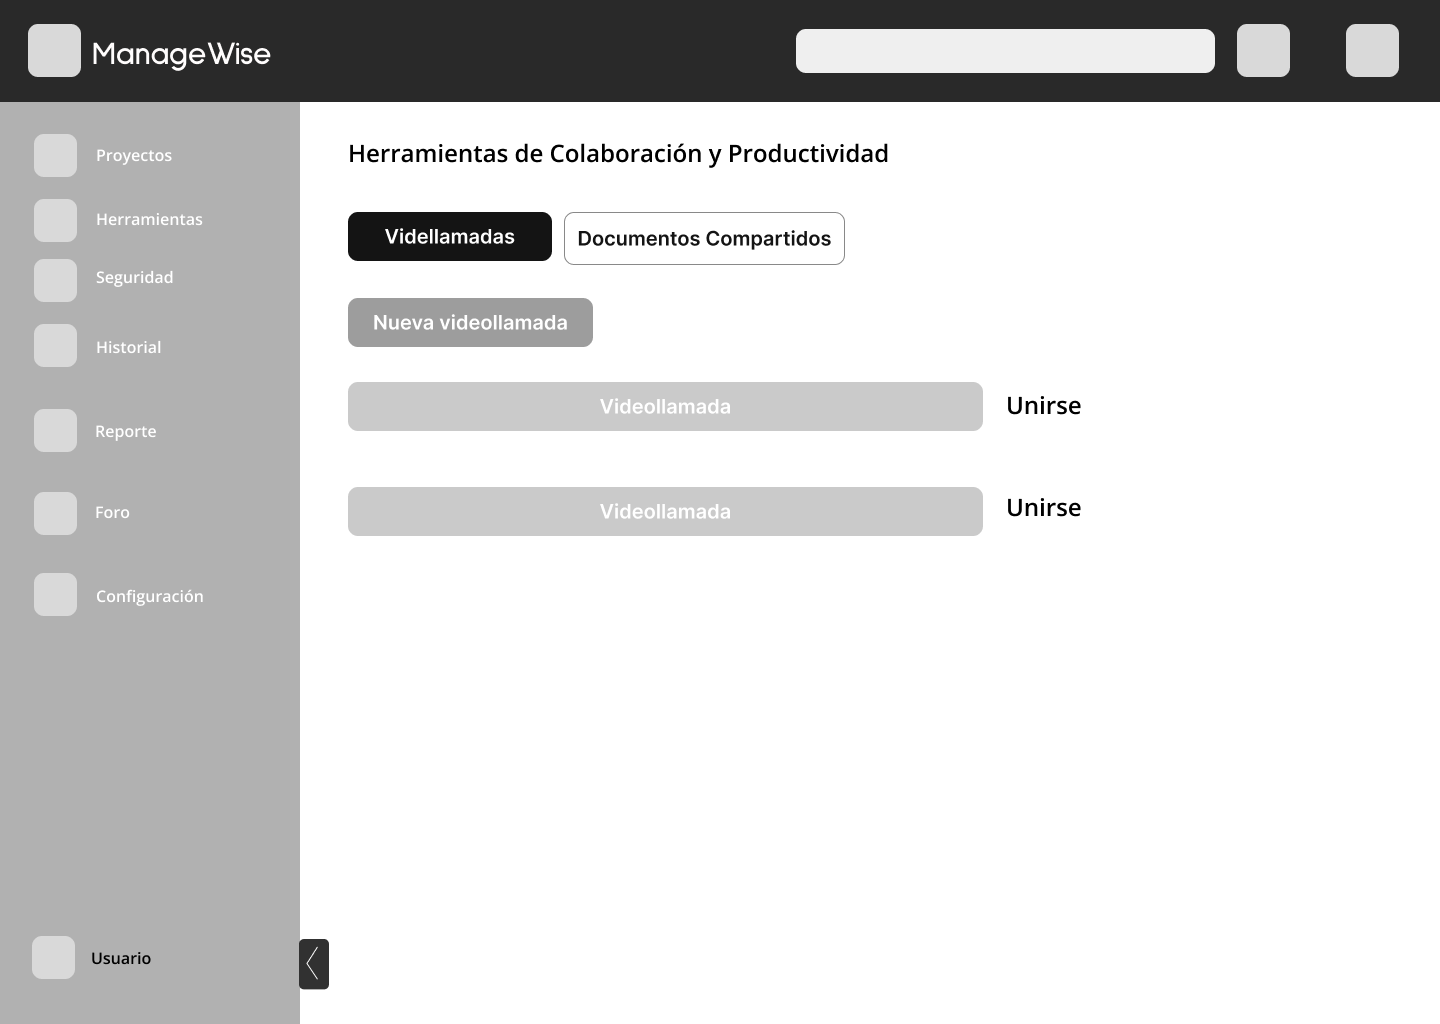 ManageWise
Proyectos
Herramientas
Seguridad
Historial
Reporte
Foro
Configuración
Usuario
Herramientas de Colaboración y Productividad
Videllamadas
Documentos Compartidos
Nueva videollamada
Videollamada
Unirse
Videollamada
Unirse